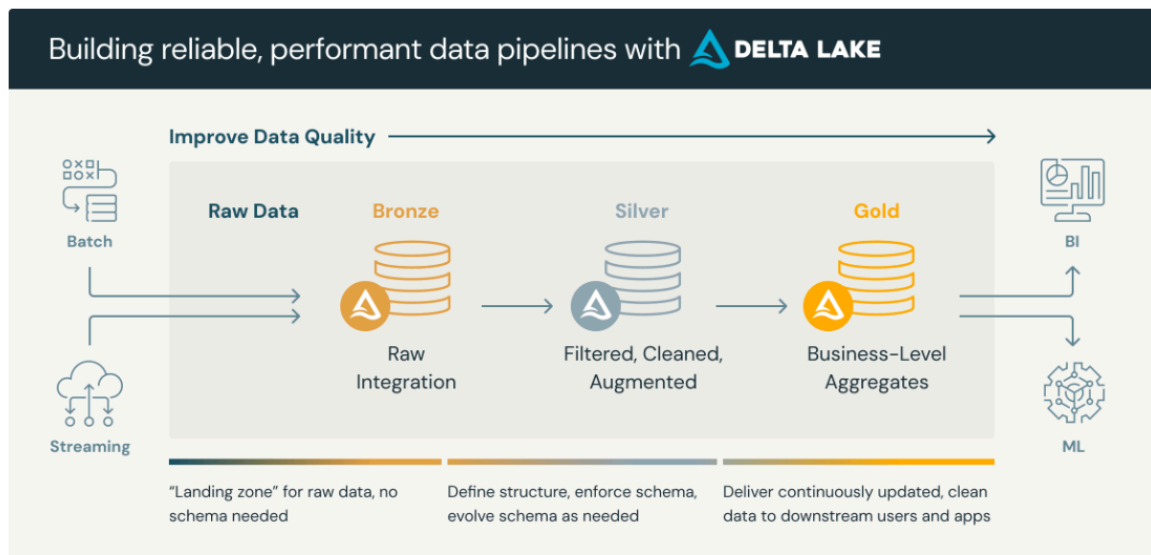 Building reliable, performant data pipelines with DELTA LAKE
Improve Data Quality
Raw Data
Bronze
Silver
Gold
Batch
BI
Raw
Integration
Filtered, Cleaned,
Augmented
Business-Level
Aggregates
Streaming
ML
“Landing zone” for raw data, no
schema needed
Define structure, enforce schema,
evolve schema as needed
Deliver continuously updated, clean
data to downstream users and apps